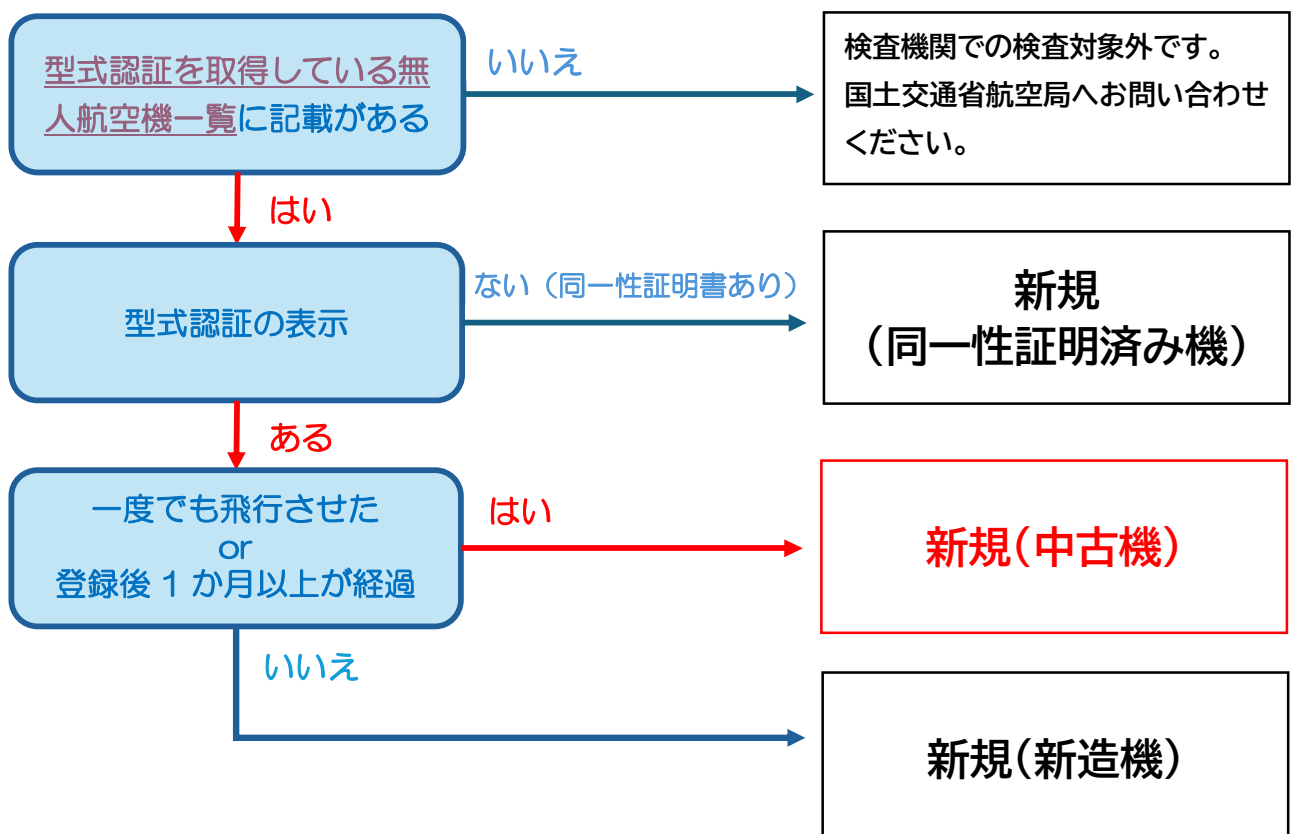 型式認証を取得している無
人航空機一覧に記載がある
いいえ
検査機関での検査対象外です。
国土交通省航空局へお問い合わせ
ください。
はい
型式認証の表示
ない（同一性証明書あり）
新規
（同一性証明済み機）
ある
一度でも飛行させた
or
登録後 1 か月以上が経過
はい
新規（中古機）
いいえ
新規（新造機）